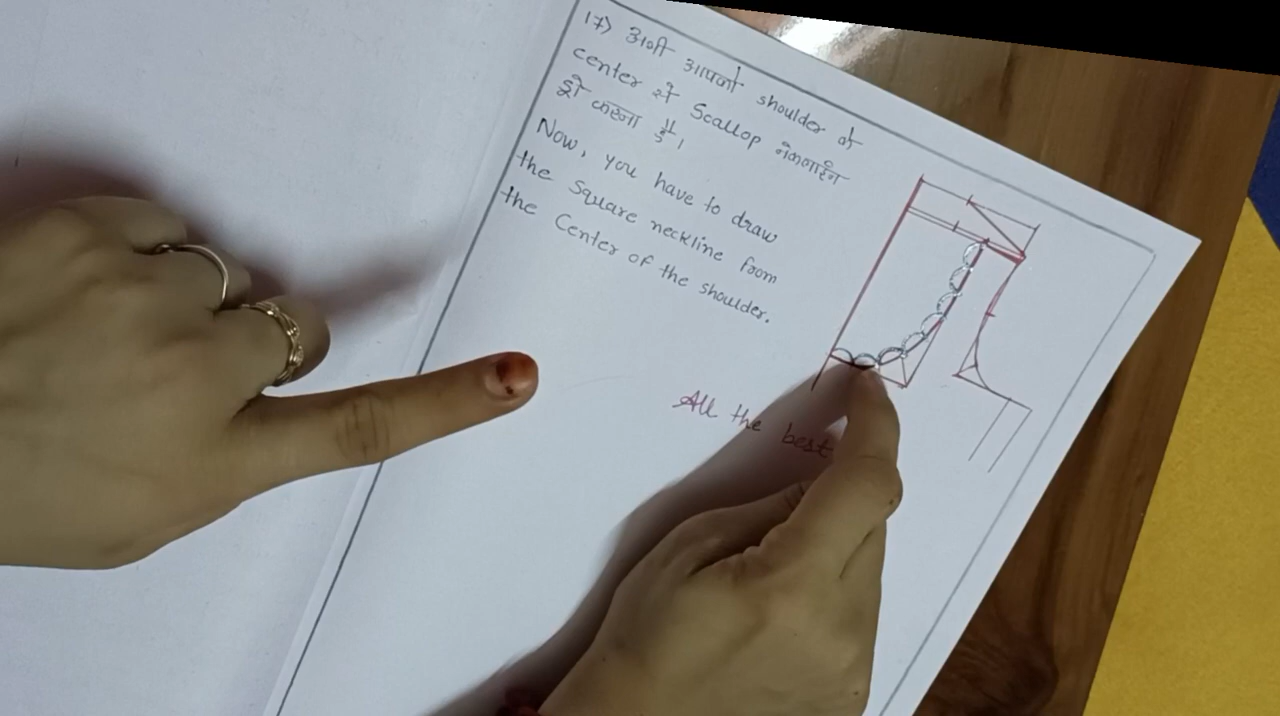 17) अभी आपको shoulder के
center से Scallop नेकलाईन
ड्रॉ करना है।
Now, you have to draw
the Square neckline from
the Center of the shoulder.
All the best